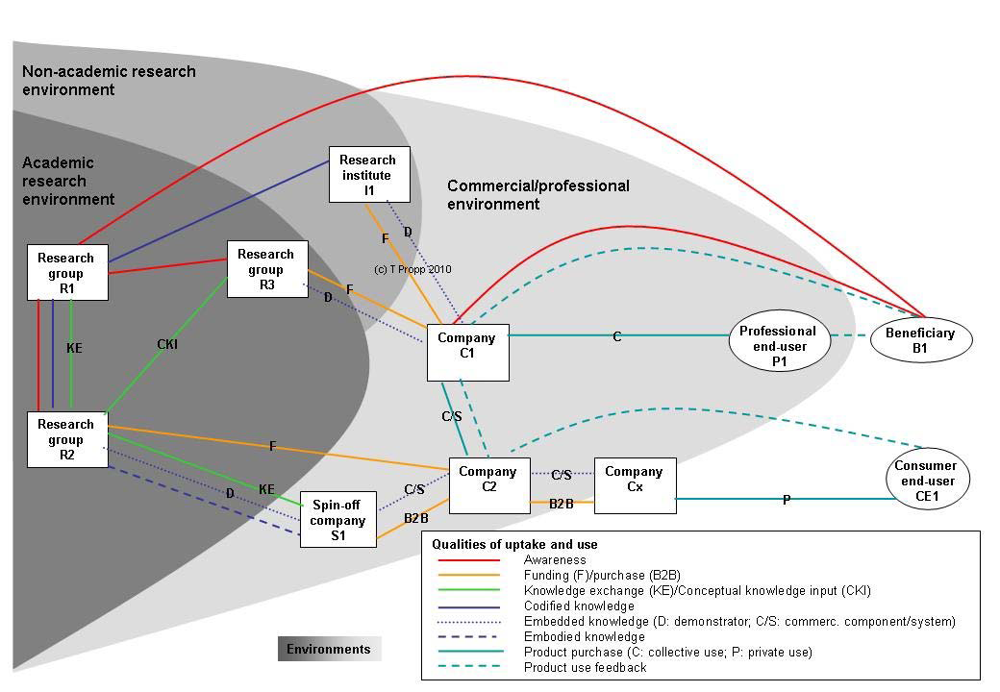 Non-academic research
environment
Academic
research
environment
Research
institute
I1
Commercial/professional
environment
F
D
(c) T Propp 2010
Research
group
R1
Research
group
R3
F
D
Company
C1
C
Professional
end-user
P1
Beneficiary
B1
KE
CKI
C/S
Research
group
R2
F
D
KE
C/S
B2B
Company
C2
C/S
B2B
Company
Cx
P
Consumer
end-user
CE1
Spin-off
company
S1
Qualities of uptake and use
Awareness
Funding (F)/purchase (B2B)
Knowledge exchange (KE)/Conceptual knowledge input (CKI)
Codified knowledge
Embedded knowledge (D: demonstrator; C/S: commerc. component/system)
Embodied knowledge
Product purchase (C: collective use; P: private use)
Product use feedback
Environments